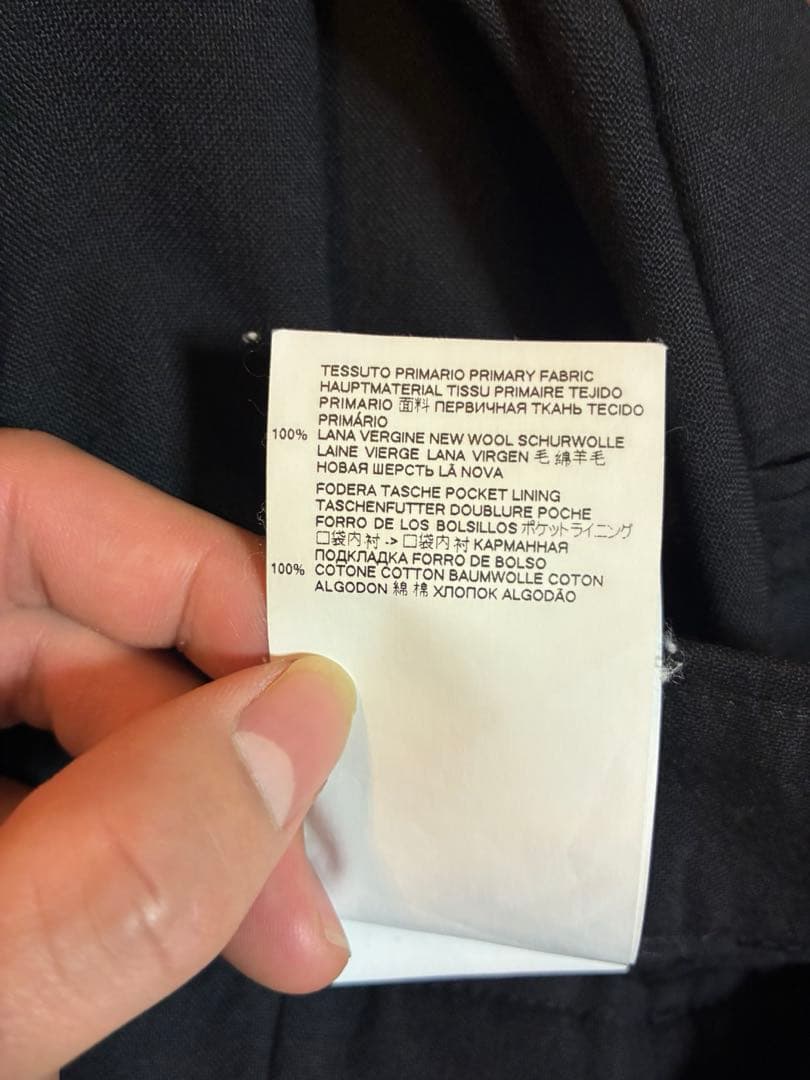 TESSUTO PRIMARIO PRIMARY FABRIC
HAUPTMATERIAL TISSU PRIMAIRE TEJIDO
PRIMARIO 面料 ПЕРВИЧНАЯ ТКАНЬ TECIDO
PRIMÁRIO
100% LANA VERGINE NEW WOOL SCHURWOLLE
LAINE VIERGE LANA VIRGEN 毛 绵羊毛
НОВАЯ ШЕРСТЬ LÃ NOVA
FODERA TASCHE POCKET LINING
TASCHENFUTTER DOUBLURE POCHE
FORRO DE LOS BOLSILLOS ポケットライニング
口袋内衬 -> 口袋内衬 КАРМАННАЯ
ПОДКЛАДКА FORRO DE BOLSO
100% COTONE COTTON BAUMWOLLE COTON
ALGODON 綿 棉 ХЛОПОК ALGODÃO